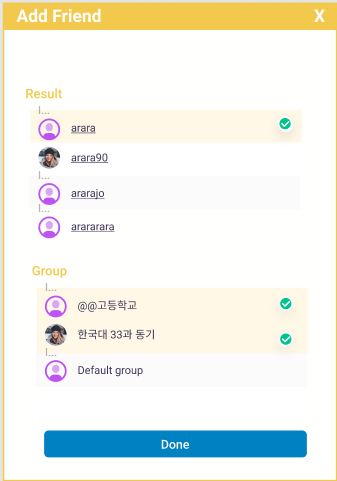 Add Friend X
Result
I...
arara
arara90
I...
ararajo
I...
arararara
Group
I...
@@고등학교
한국대 33과 동기
I...
Default group
Done